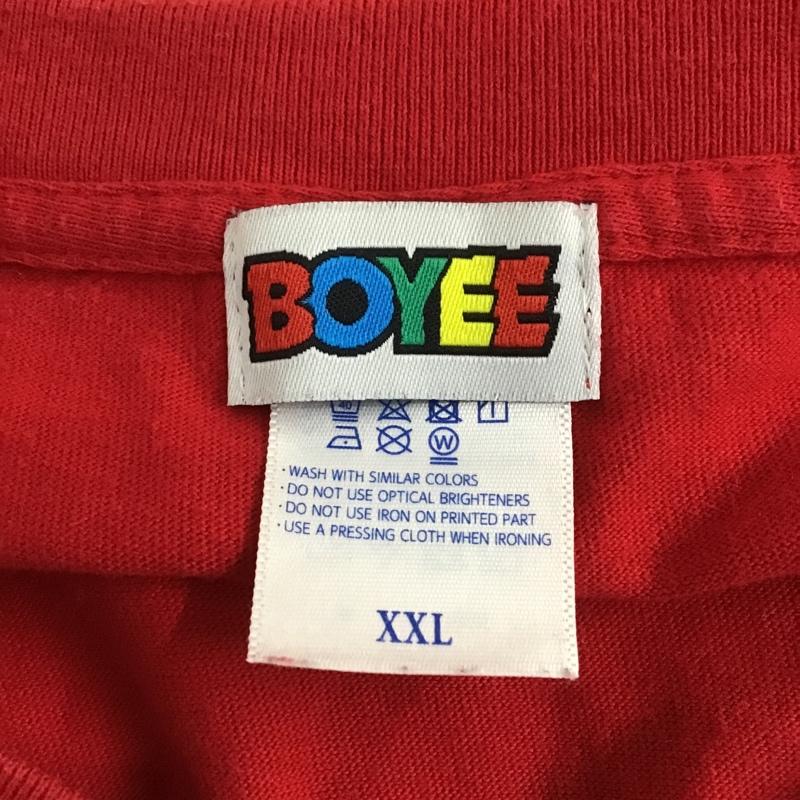 BOYEE
40
W
·WASH WITH SIMILAR COLORS
·DO NOT USE OPTICAL BRIGHTENERS
·DO NOT USE IRON ON PRINTED PART
·USE A PRESSING CLOTH WHEN IRONING
XXL